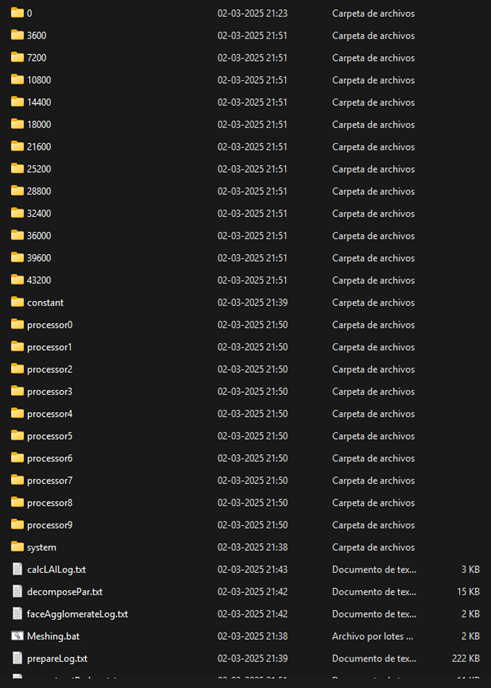 0 02-03-2025 21:23 Carpeta de archivos
3600 02-03-2025 21:51 Carpeta de archivos
7200 02-03-2025 21:51 Carpeta de archivos
10800 02-03-2025 21:51 Carpeta de archivos
14400 02-03-2025 21:51 Carpeta de archivos
18000 02-03-2025 21:51 Carpeta de archivos
21600 02-03-2025 21:51 Carpeta de archivos
25200 02-03-2025 21:51 Carpeta de archivos
28800 02-03-2025 21:51 Carpeta de archivos
32400 02-03-2025 21:51 Carpeta de archivos
36000 02-03-2025 21:51 Carpeta de archivos
39600 02-03-2025 21:51 Carpeta de archivos
43200 02-03-2025 21:51 Carpeta de archivos
constant 02-03-2025 21:39 Carpeta de archivos
processor0 02-03-2025 21:50 Carpeta de archivos
processor1 02-03-2025 21:50 Carpeta de archivos
processor2 02-03-2025 21:50 Carpeta de archivos
processor3 02-03-2025 21:50 Carpeta de archivos
processor4 02-03-2025 21:50 Carpeta de archivos
processor5 02-03-2025 21:50 Carpeta de archivos
processor6 02-03-2025 21:50 Carpeta de archivos
processor7 02-03-2025 21:50 Carpeta de archivos
processor8 02-03-2025 21:50 Carpeta de archivos
processor9 02-03-2025 21:50 Carpeta de archivos
system 02-03-2025 21:38 Carpeta de archivos
calcLAILog.txt 02-03-2025 21:43 Documento de tex... 3 KB
decomposePar.txt 02-03-2025 21:42 Documento de tex... 15 KB
faceAgglomerateLog.txt 02-03-2025 21:42 Documento de tex... 2 KB
Meshing.bat 02-03-2025 21:38 Archivo por lotes ... 2 KB
prepareLog.txt 02-03-2025 21:39 Documento de tex... 222 KB